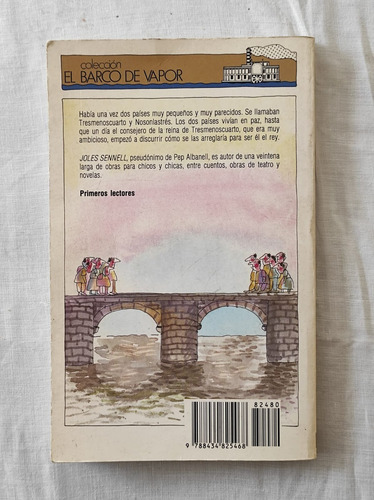 colección
EL BARCO DE VAPOR
Había una vez dos países muy pequeños y muy parecidos. Se llamaban
Tresmenoscuarto y Nosonlastrés. Los dos países vivían en paz, hasta
que un día el consejero de la reina de Tresmenoscuarto, que era muy
ambicioso, empezó a discurrir cómo se las arreglaría para ser él el rey.
JOLES SENNELL, pseudónimo de Pep Albanell, es autor de una veintena
larga de obras para chicos y chicas, entre cuentos, obras de teatro y
novelas.
Primeros lectores
82480
9 788434 825468